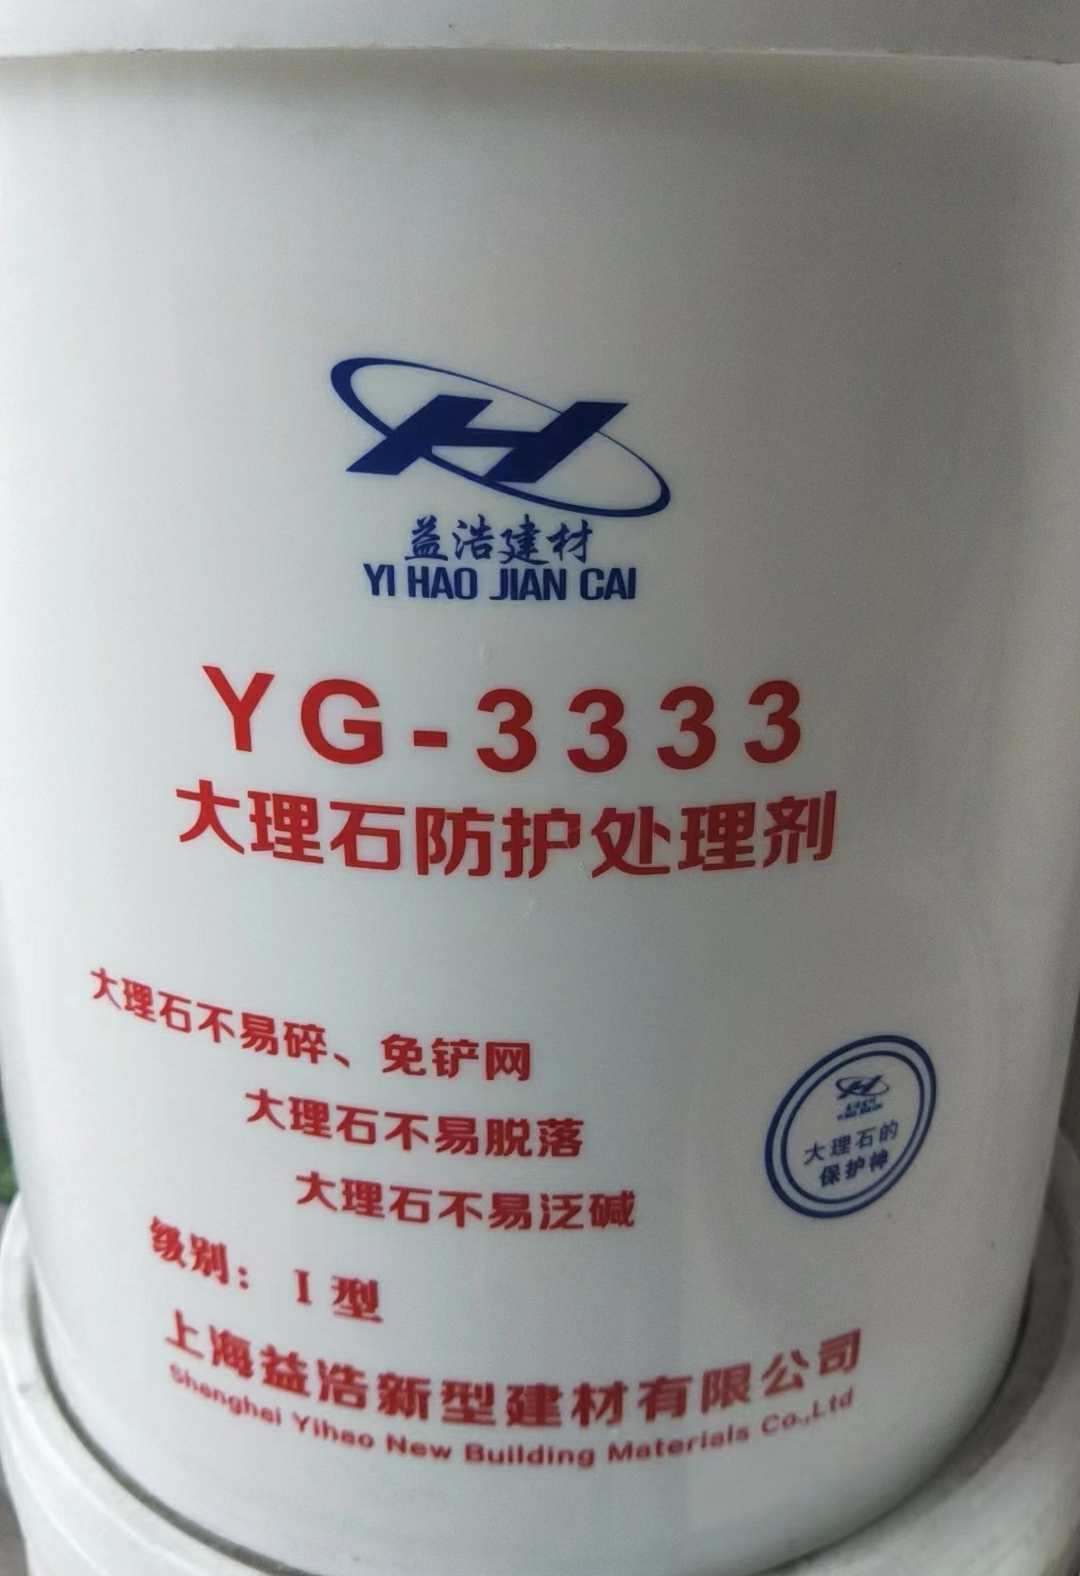 H
益浩建材
YI HAO JIAN CAI
YG-3333
大理石防护处理剂
大理石不易碎、免铲网
大理石不易脱落
大理石不易泛碱
大理石的
保护神
级别：I 型
上海益浩新型建材有限公司
Shanghai Yihao New Building Materials Co.,Ltd